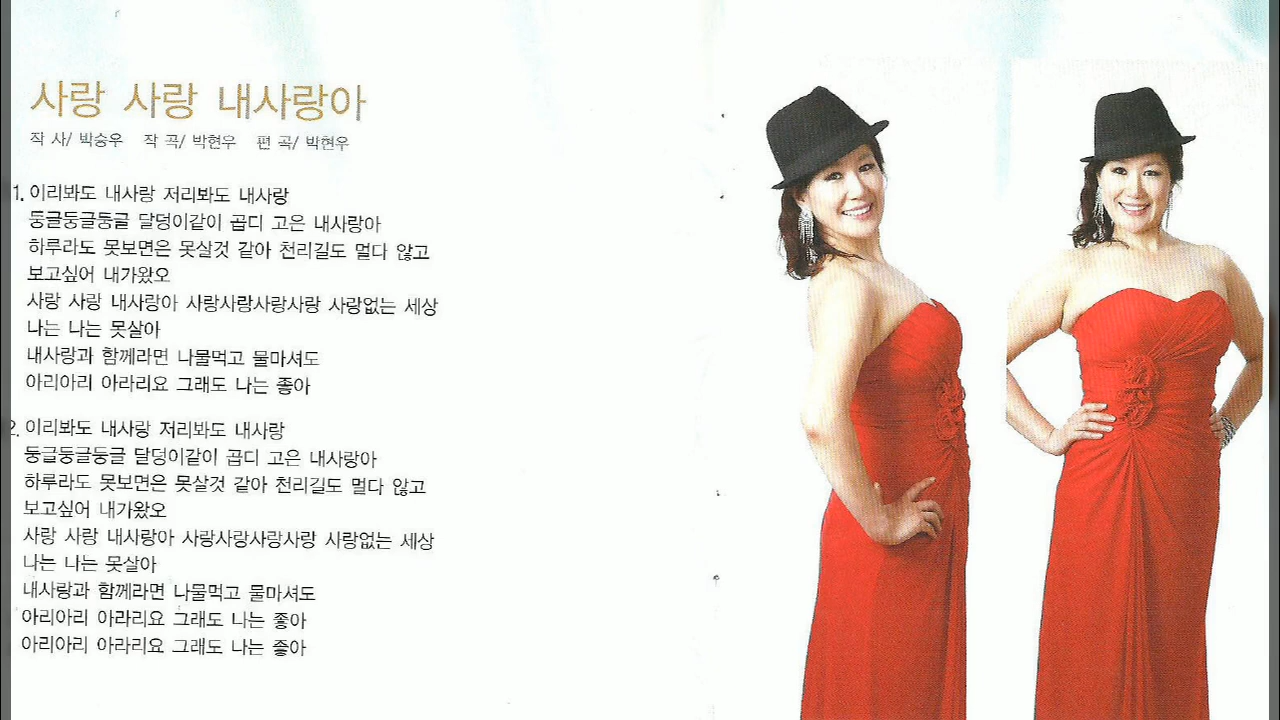 사랑 사랑 내사랑아
작 사/ 박승우 작 곡/ 박현우 편 곡/ 박현우
1. 이리봐도 내사랑 저리봐도 내사랑
둥글둥글둥글 달덩이같이 곱디 고은 내사랑아
하루라도 못보면은 못살것 같아 천리길도 멀다 않고
보고싶어 내가왔오
사랑 사랑 내사랑아 사랑사랑사랑사랑 사랑없는 세상
나는 나는 못살아
내사랑과 함께라면 나물먹고 물마셔도
아리아리 아라리요 그래도 나는 좋아
2. 이리봐도 내사랑 저리봐도 내사랑
둥글둥글둥글 달덩이같이 곱디 고은 내사랑아
하루라도 못보면은 못살것 같아 천리길도 멀다 않고
보고싶어 내가왔오
사랑 사랑 내사랑아 사랑사랑사랑사랑 사랑없는 세상
나는 나는 못살아
내사랑과 함께라면 나물먹고 물마셔도
아리아리 아라리요 그래도 나는 좋아
아리아리 아라리요 그래도 나는 좋아